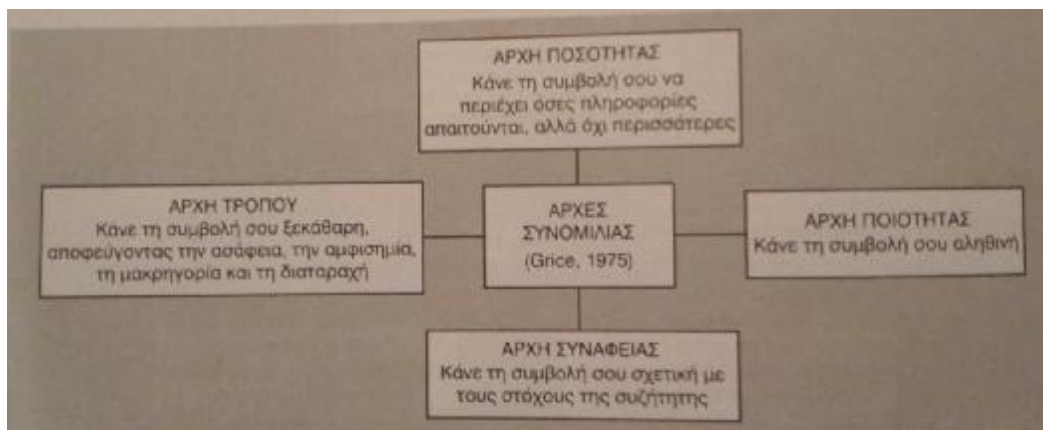 ΑΡΧΗ ΠΟΣΟΤΗΤΑΣ
Κάνε τη συμβολή σου να
περιέχει όσες πληροφορίες
απαιτούνται, αλλά όχι περισσότερες
ΑΡΧΗ ΤΡΟΠΟΥ
Κάνε τη συμβολή σου ξεκάθαρη,
αποφεύγοντας την ασάφεια, την αμφισημία,
τη μακρηγορία και τη διαταραχή
ΑΡΧΕΣ
ΣΥΝΟΜΙΛΙΑΣ
(Grice, 1975)
ΑΡΧΗ ΠΟΙΟΤΗΤΑΣ
Κάνε τη συμβολή σου αληθινή
ΑΡΧΗ ΣΥΝΑΦΕΙΑΣ
Κάνε τη συμβολή σου σχετική με
τους στόχους της συζήτητης